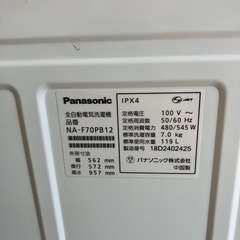 Panasonic
全自動電気洗濯機
品番
NA-F70PB12
外形寸法
幅 562 mm
奥行 572 mm
高さ 957 mm
IPX4
JET
定格電圧 100 V～
定格周波数 50/60 Hz
定格消費電力 480/545 W
標準洗濯容量 7.0 kg
標準使用水量 119 L
製造番号 18D2402425
パナソニック株式会社
中国製